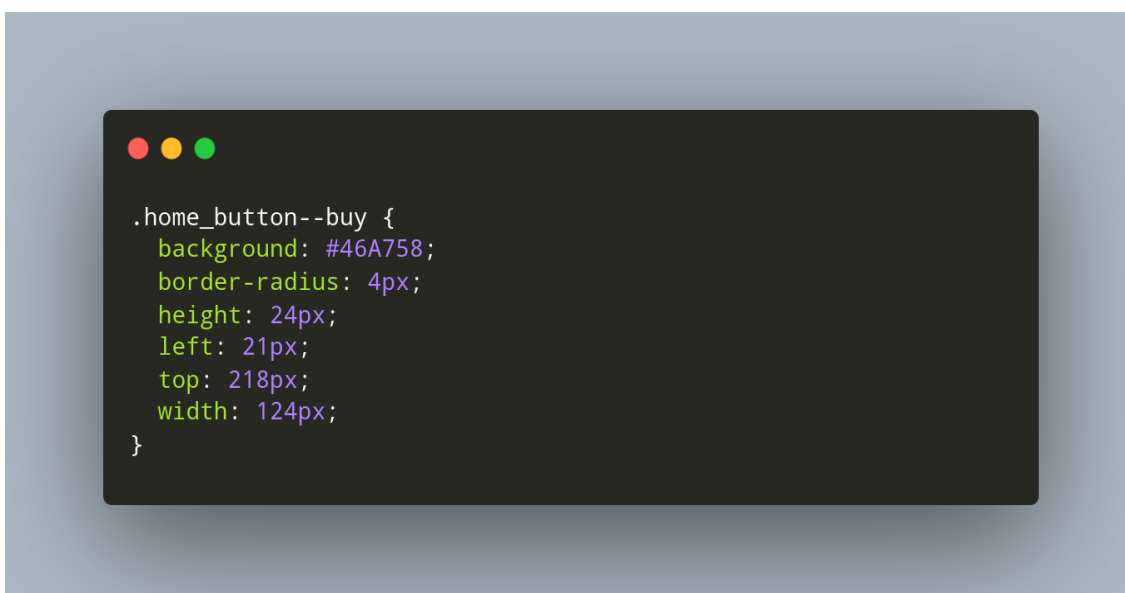 .home_button--buy {
  background: #46A758;
  border-radius: 4px;
  height: 24px;
  left: 21px;
  top: 218px;
  width: 124px;
}